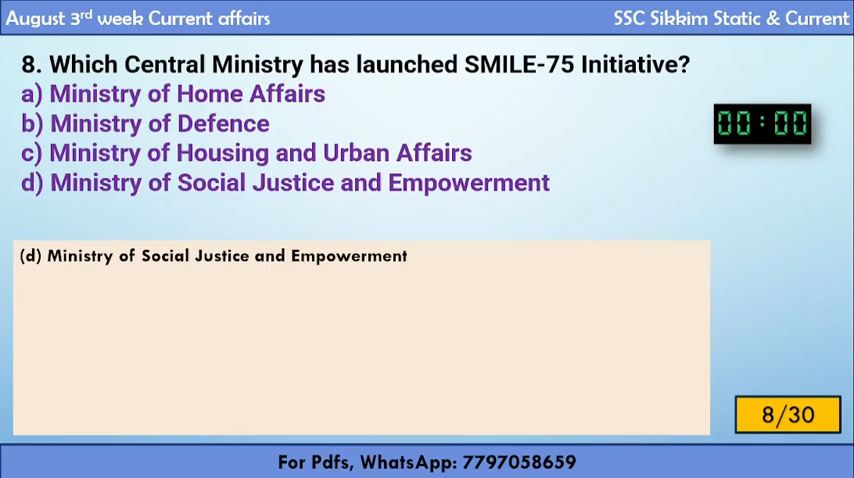 August 3rd week Current affairs
SSC Sikkim Static & Current
8. Which Central Ministry has launched SMILE-75 Initiative?
a) Ministry of Home Affairs
b) Ministry of Defence
c) Ministry of Housing and Urban Affairs
d) Ministry of Social Justice and Empowerment
00:00
(d) Ministry of Social Justice and Empowerment
8/30
For Pdfs, WhatsApp: 7797058659